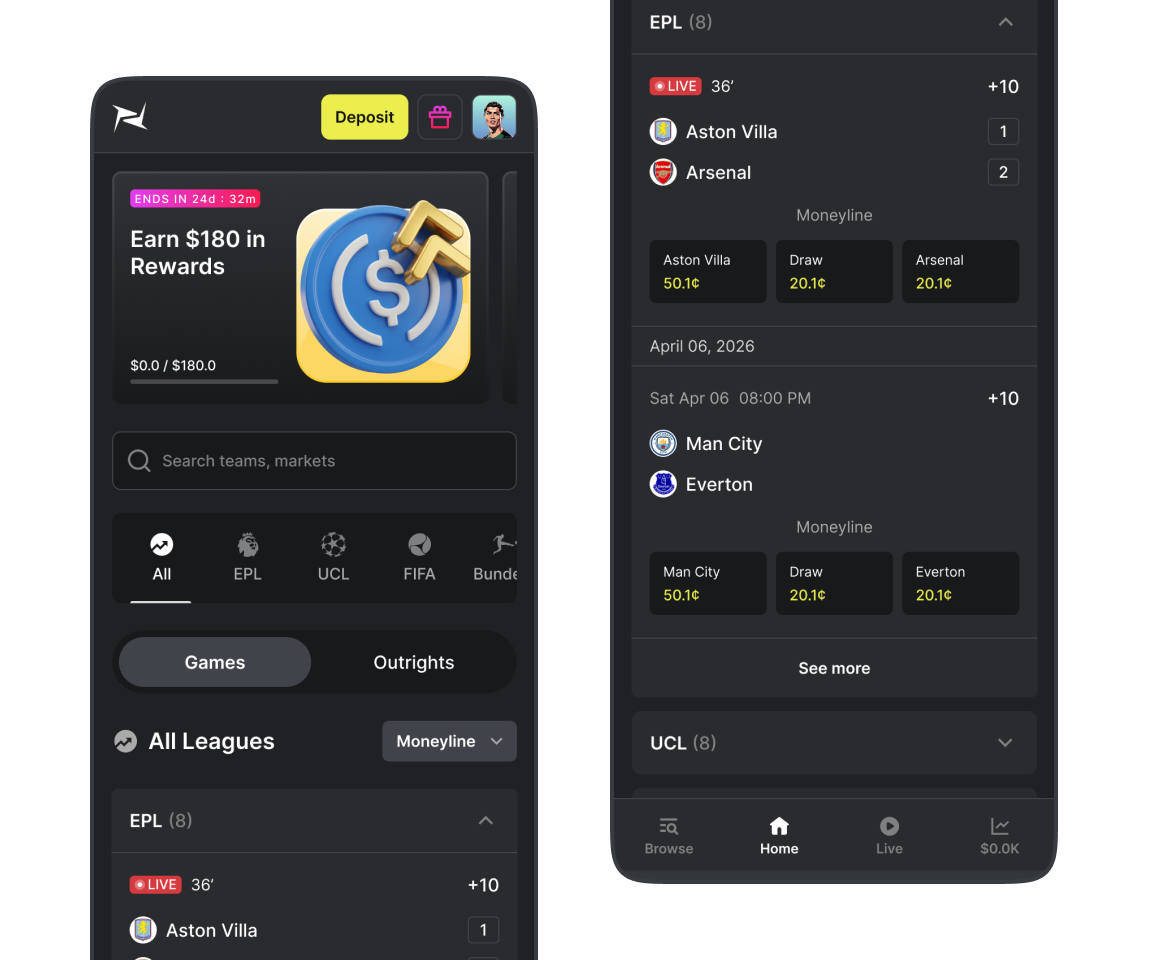 Deposit
ENDS IN 24d : 32m
Earn $180 in
Rewards
$0.0 / $180.0
Search teams, markets
All
EPL
UCL
FIFA
Bunde
Games
Outrights
All Leagues
Moneyline
EPL (8)
LIVE 36’ +10
Aston Villa 1
EPL (8)
LIVE 36’ +10
Aston Villa 1
Arsenal 2
Moneyline
Aston Villa
50.1¢
Draw
20.1¢
Arsenal
20.1¢
April 06, 2026
Sat Apr 06 08:00 PM +10
Man City
Everton
Moneyline
Man City
50.1¢
Draw
20.1¢
Everton
20.1¢
See more
UCL (8)
Browse
Home
Live
$0.0K